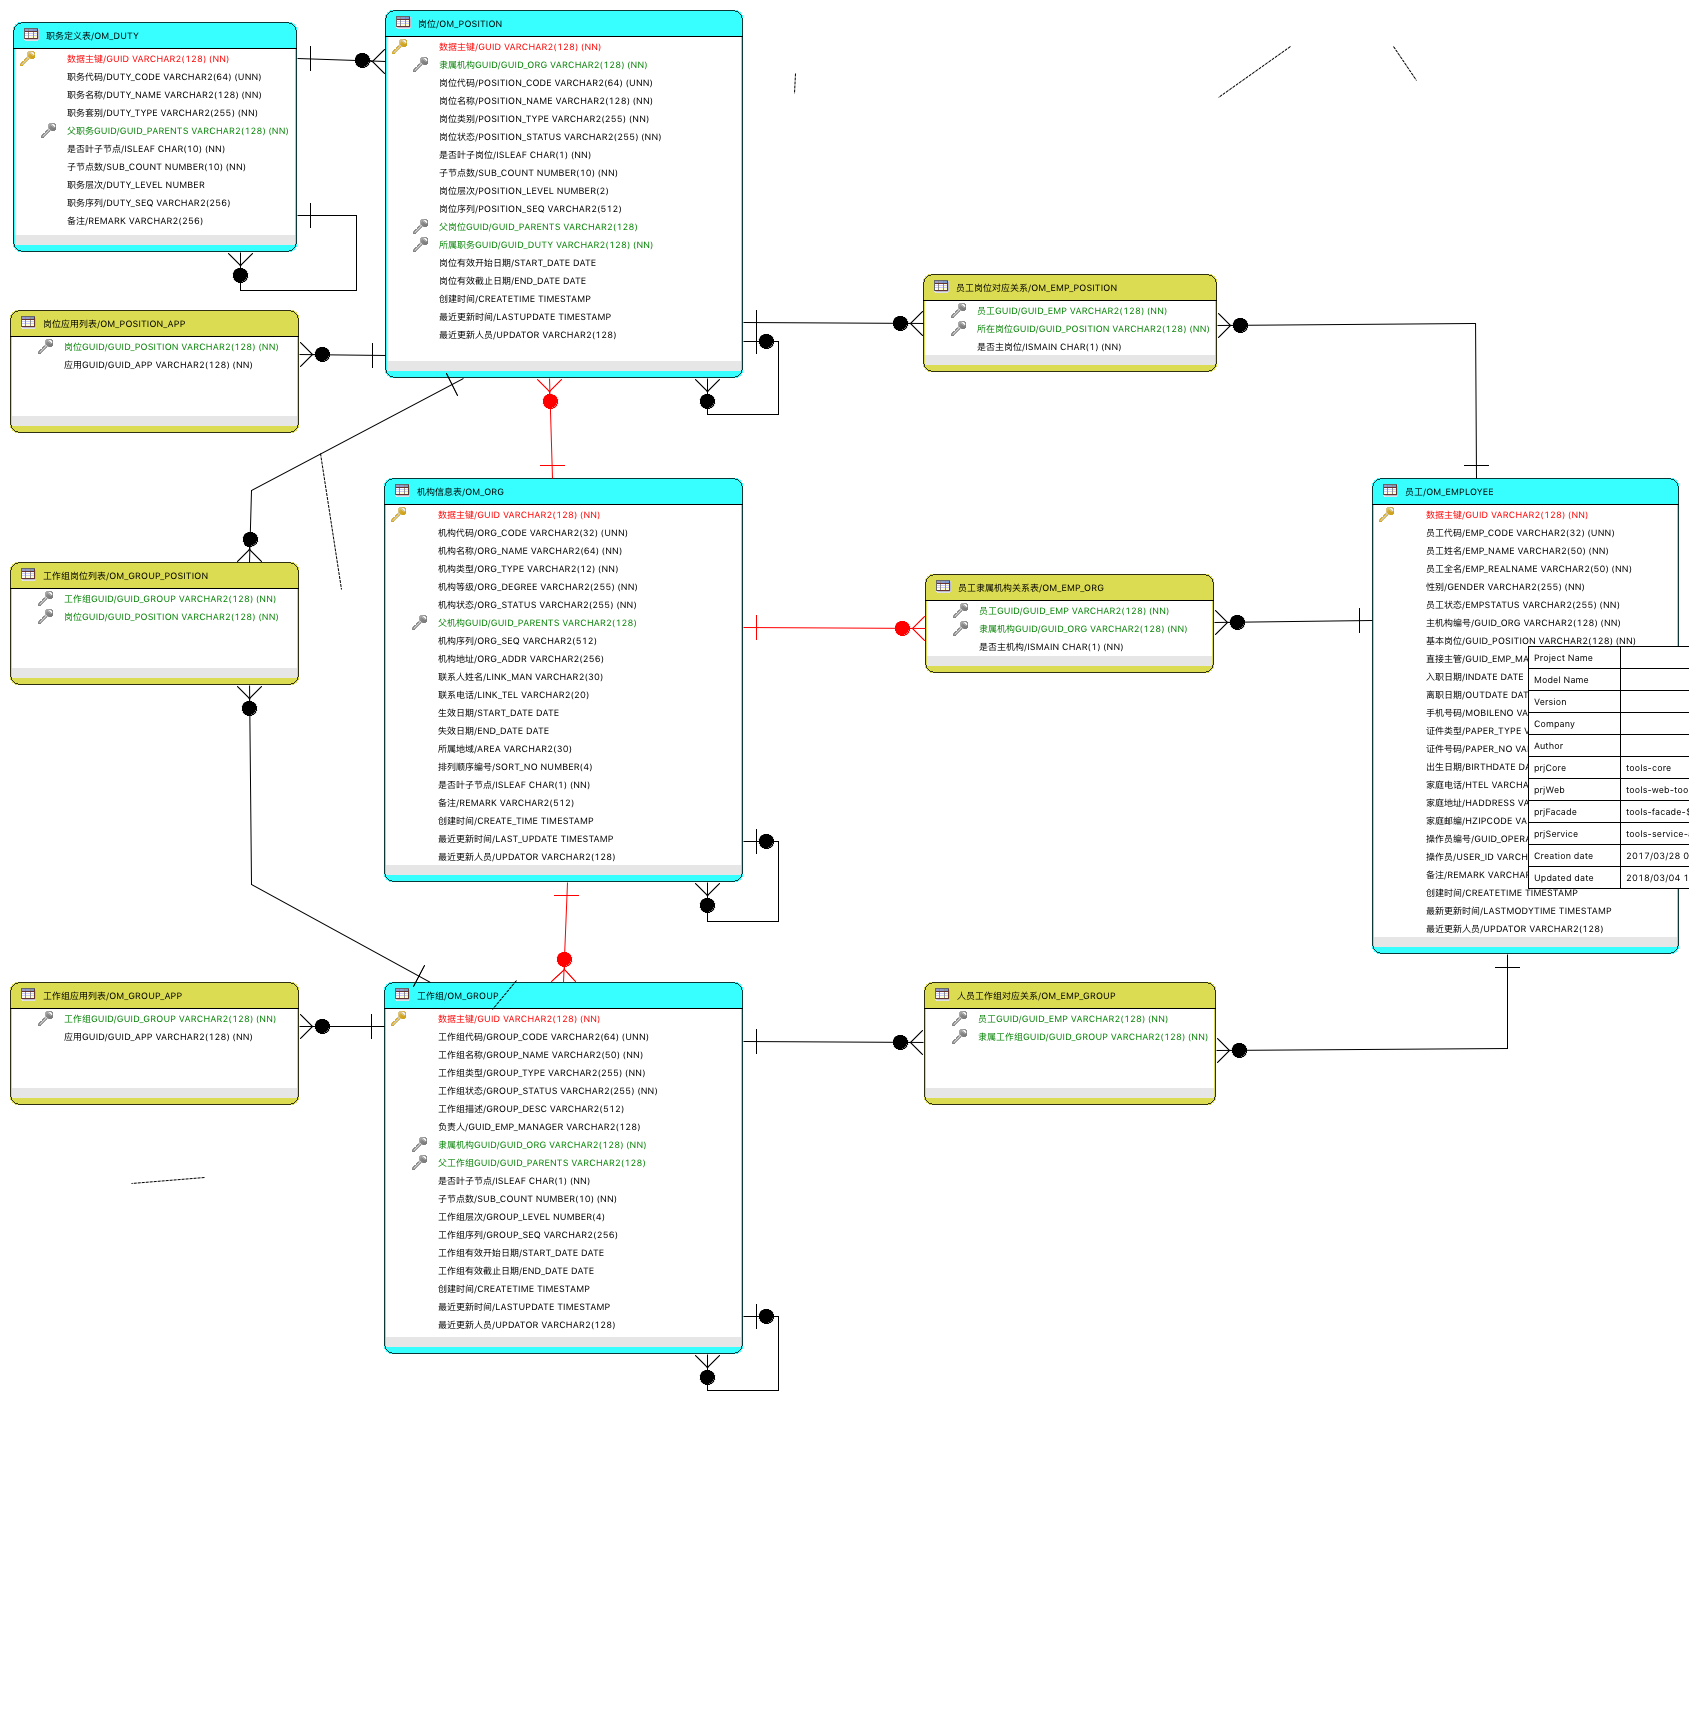 职务定义表/OM_DUTY
数据主键/GUID VARCHAR2(128) (NN)
职务代码/DUTY_CODE VARCHAR2(64) (UNN)
职务名称/DUTY_NAME VARCHAR2(128) (NN)
职务套别/DUTY_TYPE VARCHAR2(255) (NN)
父职务GUID/GUID_PARENTS VARCHAR2(128) (NN)
是否叶子节点/ISLEAF CHAR(10) (NN)
子节点数/SUB_COUNT NUMBER(10) (NN)
职务层次/DUTY_LEVEL NUMBER
职务序列/DUTY_SEQ VARCHAR2(256)
备注/REMARK VARCHAR2(256)
岗位/OM_POSITION
数据主键/GUID VARCHAR2(128) (NN)
隶属机构GUID/GUID_ORG VARCHAR2(128) (NN)
岗位代码/POSITION_CODE VARCHAR2(64) (UNN)
岗位名称/POSITION_NAME VARCHAR2(128) (NN)
岗位类别/POSITION_TYPE VARCHAR2(255) (NN)
岗位状态/POSITION_STATUS VARCHAR2(255) (NN)
是否叶子岗位/ISLEAF CHAR(1) (NN)
子节点数/SUB_COUNT NUMBER(10) (NN)
岗位层次/POSITION_LEVEL NUMBER(2)
岗位序列/POSITION_SEQ VARCHAR2(512)
父岗位GUID/GUID_PARENTS VARCHAR2(128)
所属职务GUID/GUID_DUTY VARCHAR2(128) (NN)
岗位有效开始日期/START_DATE DATE
岗位有效截止日期/END_DATE DATE
创建时间/CREATETIME TIMESTAMP
最近更新时间/LASTUPDATE TIMESTAMP
最近更新人员/UPDATOR VARCHAR2(128)
岗位应用列表/OM_POSITION_APP
岗位GUID/GUID_POSITION VARCHAR2(128) (NN)
应用GUID/GUID_APP VARCHAR2(128) (NN)
员工岗位对应关系/OM_EMP_POSITION
员工GUID/GUID_EMP VARCHAR2(128) (NN)
所在岗位GUID/GUID_POSITION VARCHAR2(128) (NN)
是否主岗位/ISMAIN CHAR(1) (NN)
工作组岗位列表/OM_GROUP_POSITION
工作组GUID/GUID_GROUP VARCHAR2(128) (NN)
岗位GUID/GUID_POSITION VARCHAR2(128) (NN)
机构信息表/OM_ORG
数据主键/GUID VARCHAR2(128) (NN)
机构代码/ORG_CODE VARCHAR2(32) (UNN)
机构名称/ORG_NAME VARCHAR2(64) (NN)
机构类型/ORG_TYPE VARCHAR2(12) (NN)
机构等级/ORG_DEGREE VARCHAR2(255) (NN)
机构状态/ORG_STATUS VARCHAR2(255) (NN)
父机构GUID/GUID_PARENTS VARCHAR2(128)
机构序列/ORG_SEQ VARCHAR2(512)
机构地址/ORG_ADDR VARCHAR2(256)
联系人姓名/LINK_MAN VARCHAR2(30)
联系电话/LINK_TEL VARCHAR2(20)
生效日期/START_DATE DATE
失效日期/END_DATE DATE
所属地域/AREA VARCHAR2(30)
排列顺序编号/SORT_NO NUMBER(4)
是否叶子节点/ISLEAF CHAR(1) (NN)
备注/REMARK VARCHAR2(512)
创建时间/CREATE_TIME TIMESTAMP
最近更新时间/LAST_UPDATE TIMESTAMP
最近更新人员/UPDATOR VARCHAR2(128)
员工隶属机构关系表/OM_EMP_ORG
员工GUID/GUID_EMP VARCHAR2(128) (NN)
隶属机构GUID/GUID_ORG VARCHAR2(128) (NN)
是否主机构/ISMAIN CHAR(1) (NN)
员工/OM_EMPLOYEE
数据主键/GUID VARCHAR2(128) (NN)
员工代码/EMP_CODE VARCHAR2(32) (UNN)
员工姓名/EMP_NAME VARCHAR2(50) (NN)
员工全名/EMP_REALNAME VARCHAR2(50) (NN)
性别/GENDER VARCHAR2(255) (NN)
员工状态/EMPSTATUS VARCHAR2(255) (NN)
主机构编号/GUID_ORG VARCHAR2(128) (NN)
基本岗位/GUID_POSITION VARCHAR2(128) (NN)
直接主管/GUID_EMP_MA
入职日期/INDATE DATE
离职日期/OUTDATE DAT
手机号码/MOBILENO VA
证件类型/PAPER_TYPE V
证件号码/PAPER_NO VA
出生日期/BIRTHDATE DA
家庭电话/HTEL VARCHA
家庭地址/HADDRESS VA
家庭邮编/HZIPCODE VA
操作员编号/GUID_OPERA
操作员/USER_ID VARCH
备注/REMARK VARCHAR
创建时间/CREATETIME TIMESTAMP
最新更新时间/LASTMODYTIME TIMESTAMP
最近更新人员/UPDATOR VARCHAR2(128)
Project Name
Model Name
Version
Company
Author
prjCore tools-core
prjWeb tools-web-too
prjFacade tools-facade-$
prjService tools-service-
Creation date 2017/03/28 0
Updated date 2018/03/04 1
工作组应用列表/OM_GROUP_APP
工作组GUID/GUID_GROUP VARCHAR2(128) (NN)
应用GUID/GUID_APP VARCHAR2(128) (NN)
工作组/OM_GROUP
数据主键/GUID VARCHAR2(128) (NN)
工作组代码/GROUP_CODE VARCHAR2(64) (UNN)
工作组名称/GROUP_NAME VARCHAR2(50) (NN)
工作组类型/GROUP_TYPE VARCHAR2(255) (NN)
工作组状态/GROUP_STATUS VARCHAR2(255) (NN)
工作组描述/GROUP_DESC VARCHAR2(512)
负责人/GUID_EMP_MANAGER VARCHAR2(128)
隶属机构GUID/GUID_ORG VARCHAR2(128) (NN)
父工作组GUID/GUID_PARENTS VARCHAR2(128)
是否叶子节点/ISLEAF CHAR(1) (NN)
子节点数/SUB_COUNT NUMBER(10) (NN)
工作组层次/GROUP_LEVEL NUMBER(4)
工作组序列/GROUP_SEQ VARCHAR2(256)
工作组有效开始日期/START_DATE DATE
工作组有效截止日期/END_DATE DATE
创建时间/CREATETIME TIMESTAMP
最近更新时间/LASTUPDATE TIMESTAMP
最近更新人员/UPDATOR VARCHAR2(128)
人员工作组对应关系/OM_EMP_GROUP
员工GUID/GUID_EMP VARCHAR2(128) (NN)
隶属工作组GUID/GUID_GROUP VARCHAR2(128) (NN)